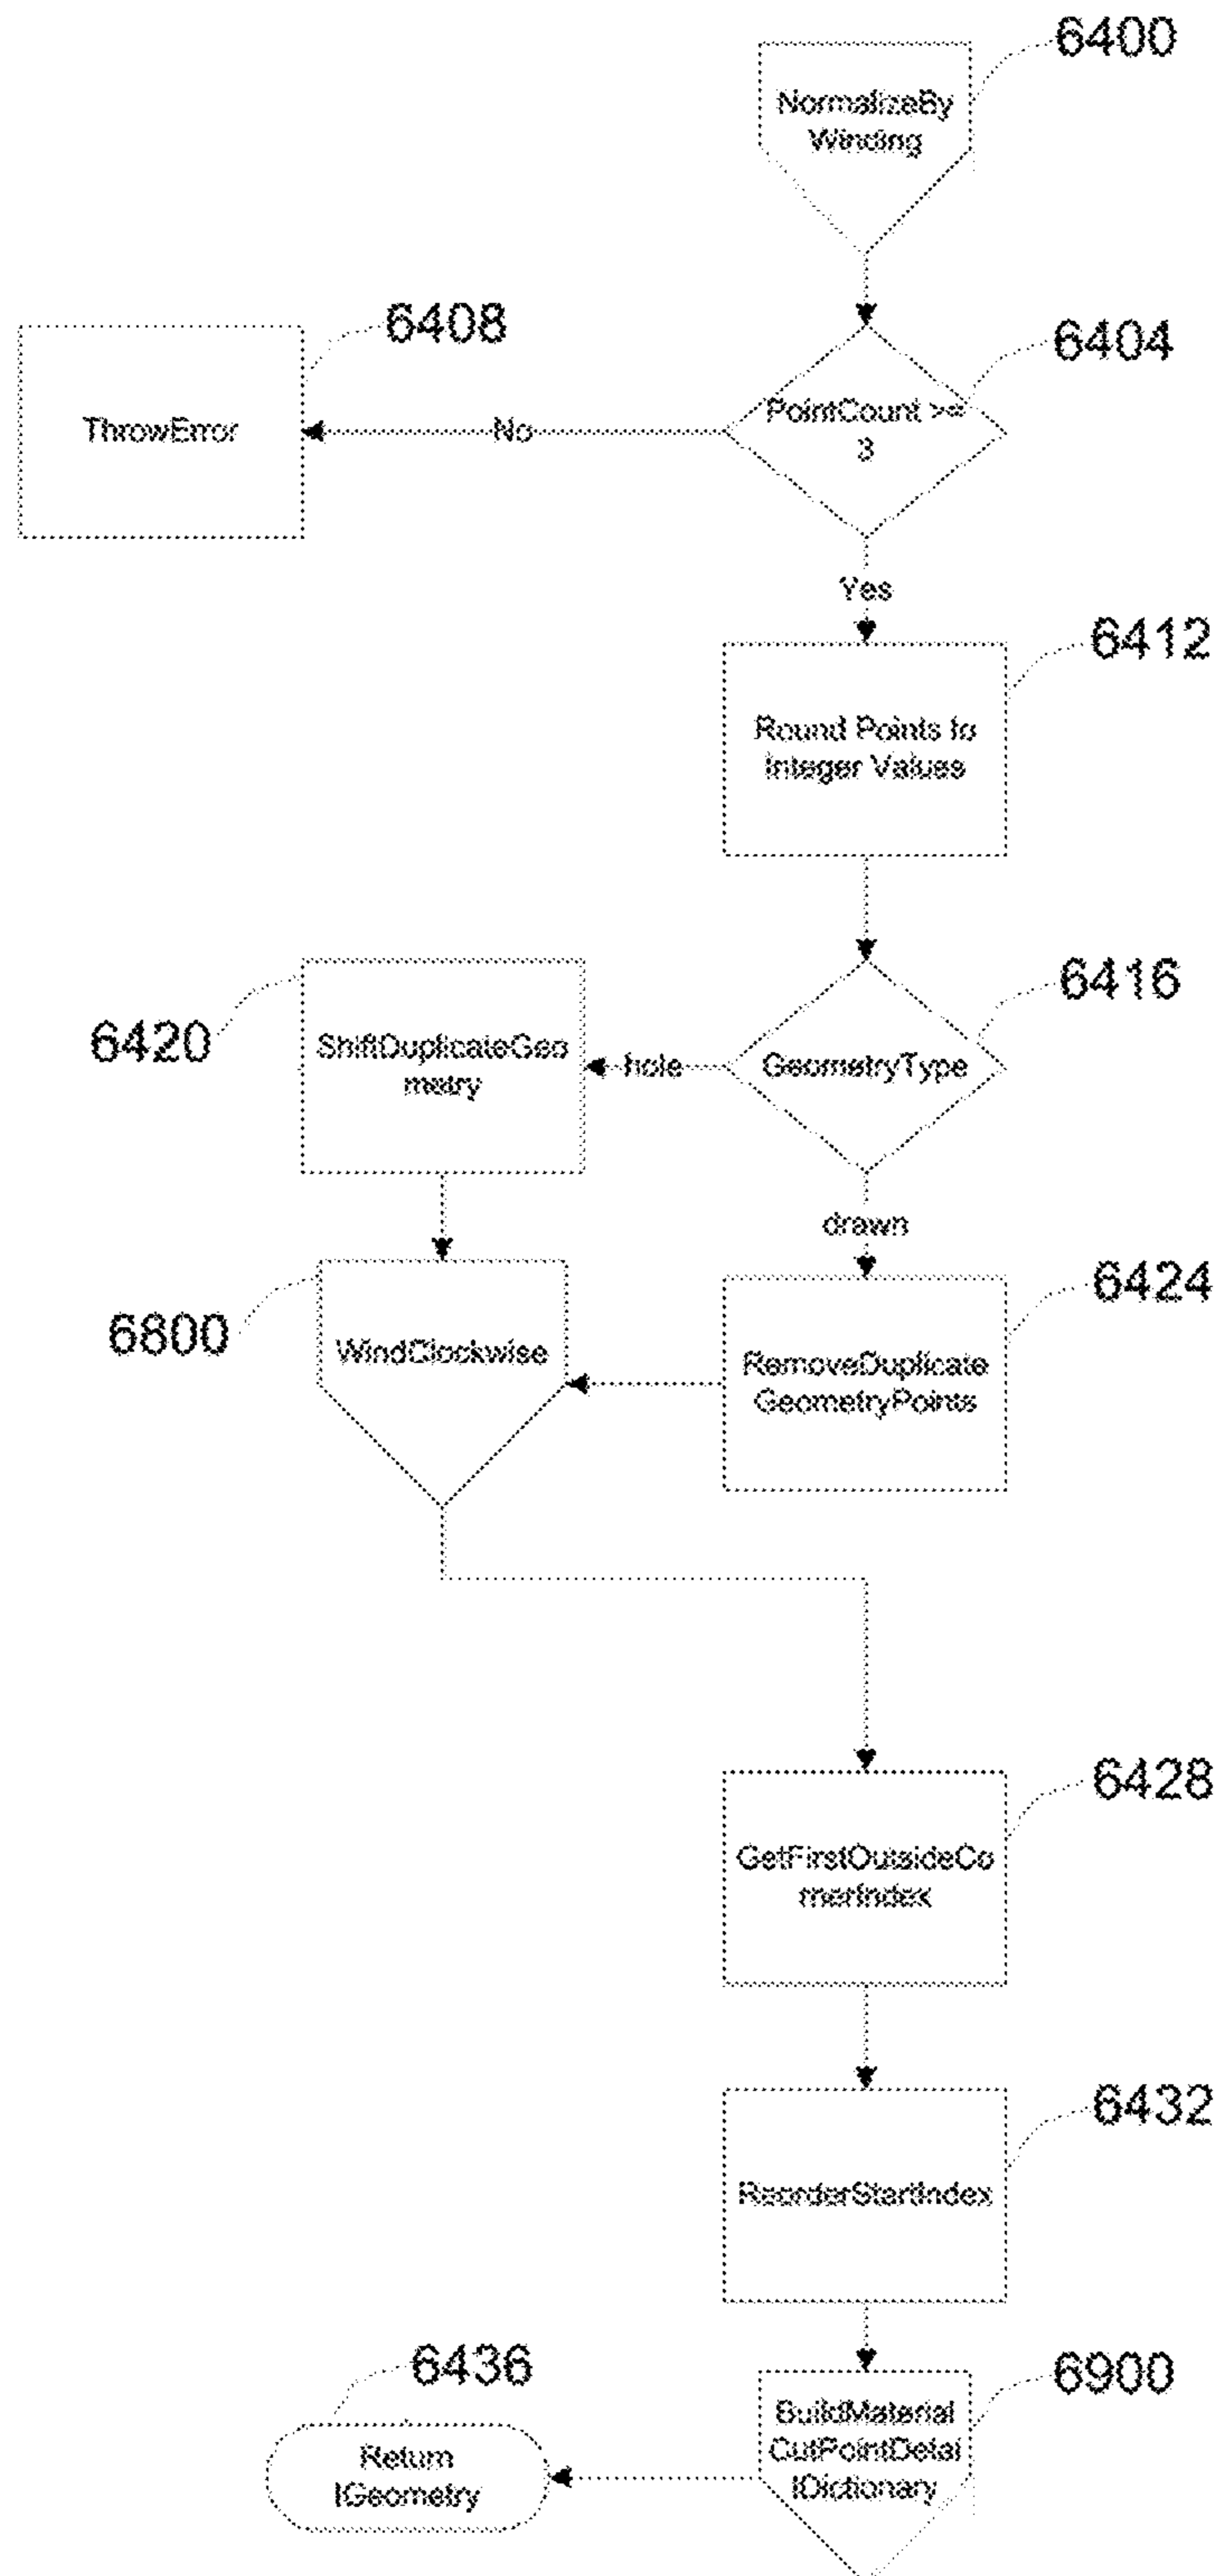 6400
NormalizeBy
Winding
6408
6404
ThrowError
No
PointCount >=
3
Yes
6412
Round Points to
Integer Values
6416
6420
ShiftDuplicateGeo
metry
hole
GeometryType
drawn
6424
6800
WindClockwise
RemoveDuplicate
GeometryPoints
6428
GetFirstOutsideCo
rnerIndex
6432
ReorderStartIndex
6436
6900
BuildMaterial
CutPointDetai
lDictionary
Return
IGeometry